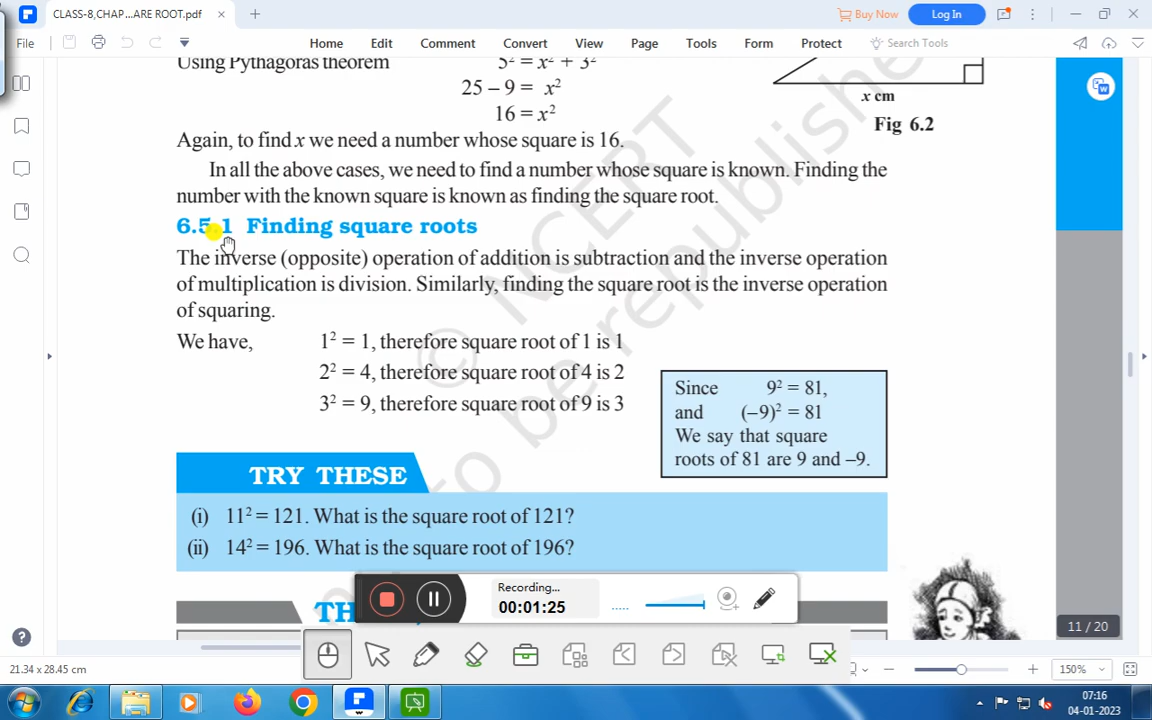 CLASS-8,CHAP...ARE ROOT.pdf
Buy Now
Log In
File
Home Edit Comment Convert View Page Tools Form Protect Search Tools
Using Pythagoras theorem 5² = x² + 3²
25 – 9 = x²
16 = x²
x cm
Fig 6.2
Again, to find x we need a number whose square is 16.
In all the above cases, we need to find a number whose square is known. Finding the
number with the known square is known as finding the square root.
6.5.1 Finding square roots
The inverse (opposite) operation of addition is subtraction and the inverse operation
of multiplication is division. Similarly, finding the square root is the inverse operation
of squaring.
We have, 1² = 1, therefore square root of 1 is 1
2² = 4, therefore square root of 4 is 2
3² = 9, therefore square root of 9 is 3
Since 9² = 81,
and (–9)² = 81
We say that square
roots of 81 are 9 and –9.
TRY THESE
(i) 11² = 121. What is the square root of 121?
(ii) 14² = 196. What is the square root of 196?
© NCERT
to be republished
Recording...
00:01:25
11 / 20
21.34 x 28.45 cm
150%
07:16
04-01-2023